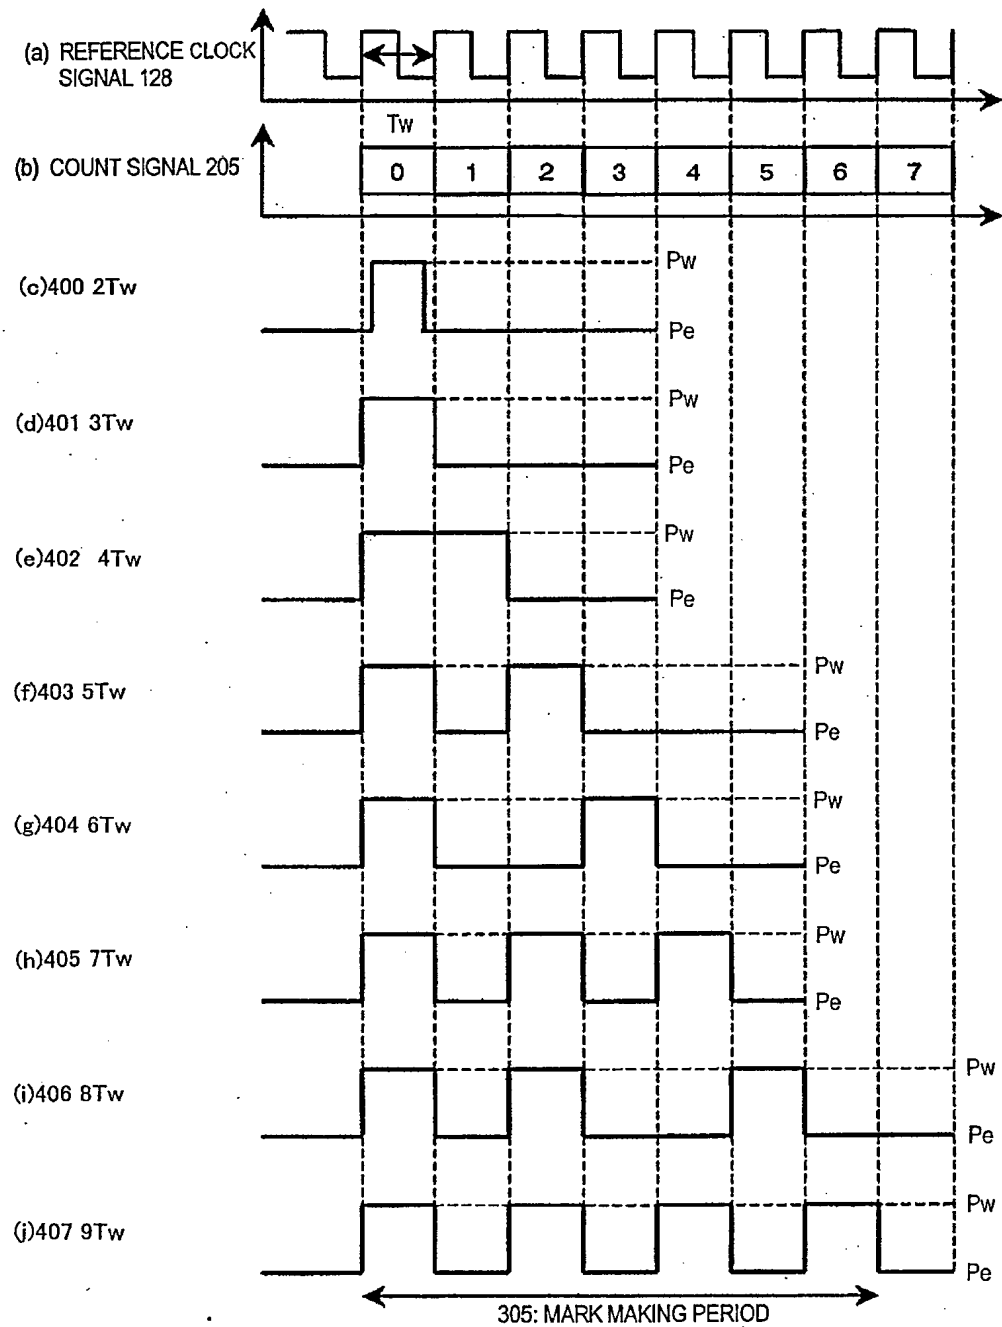 (a) REFERENCE CLOCK
SIGNAL 128
Tw
(b) COUNT SIGNAL 205
0 1 2 3 4 5 6 7
(c)400 2Tw
Pw
Pe
(d)401 3Tw
Pw
Pe
(e)402 4Tw
Pw
Pe
(f)403 5Tw
Pw
Pe
(g)404 6Tw
Pw
Pe
(h)405 7Tw
Pw
Pe
(i)406 8Tw
Pw
Pe
(j)407 9Tw
Pw
Pe
305: MARK MAKING PERIOD